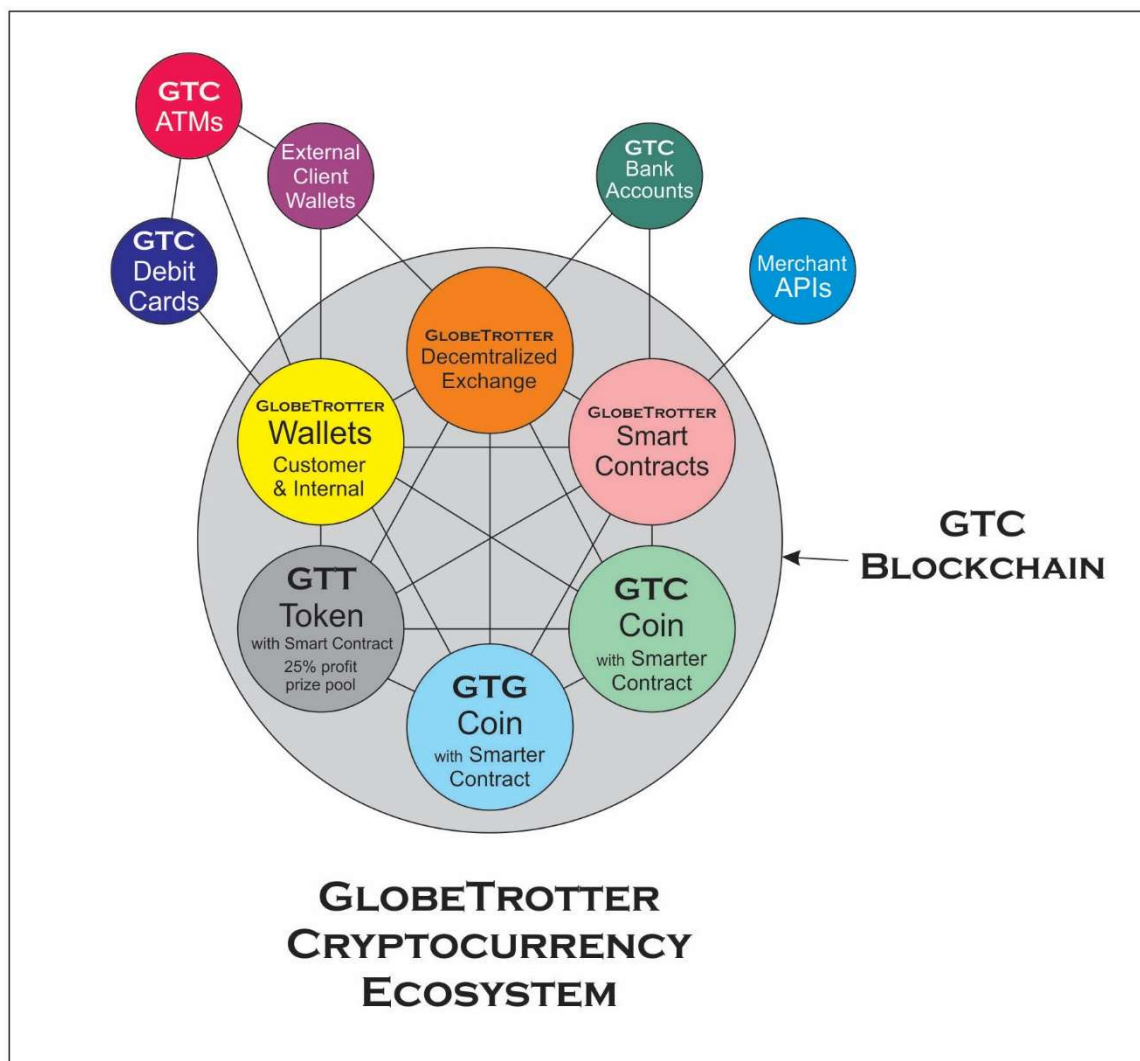 GTC
ATMs
External
Client
Wallets
GTC
Bank
Accounts
GTC
Debit
Cards
Merchant
APIs
GlobeTrotter
Decemtralized
Exchange
GlobeTrotter
Wallets
Customer
& Internal
GlobeTrotter
Smart
Contracts
GTC
Blockchain
GTT
Token
with Smart Contract
25% profit
prize pool
GTC
Coin
with Smarter
Contract
GTG
Coin
with Smarter
Contract
GlobeTrotter
Cryptocurrency
Ecosystem